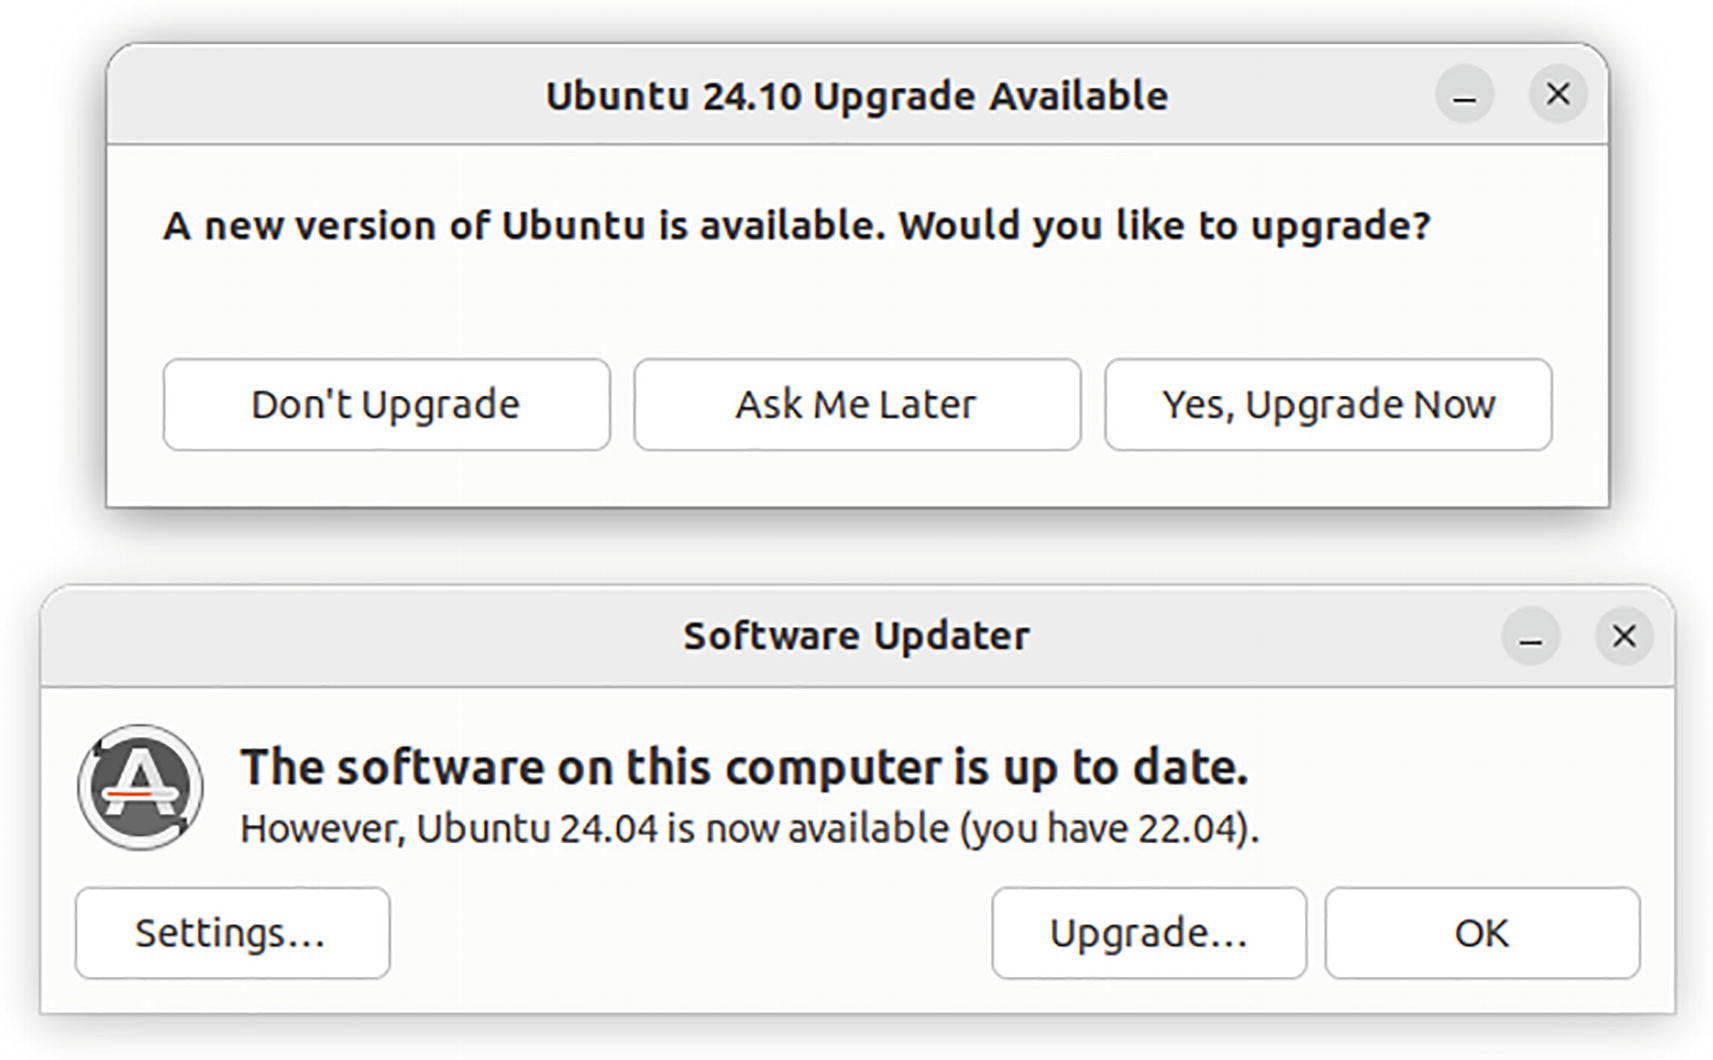 Ubuntu 24.10 Upgrade Available
A new version of Ubuntu is available. Would you like to upgrade?
Don't Upgrade
Ask Me Later
Yes, Upgrade Now
Software Updater
The software on this computer is up to date.
However, Ubuntu 24.04 is now available (you have 22.04).
Settings...
Upgrade...
OK